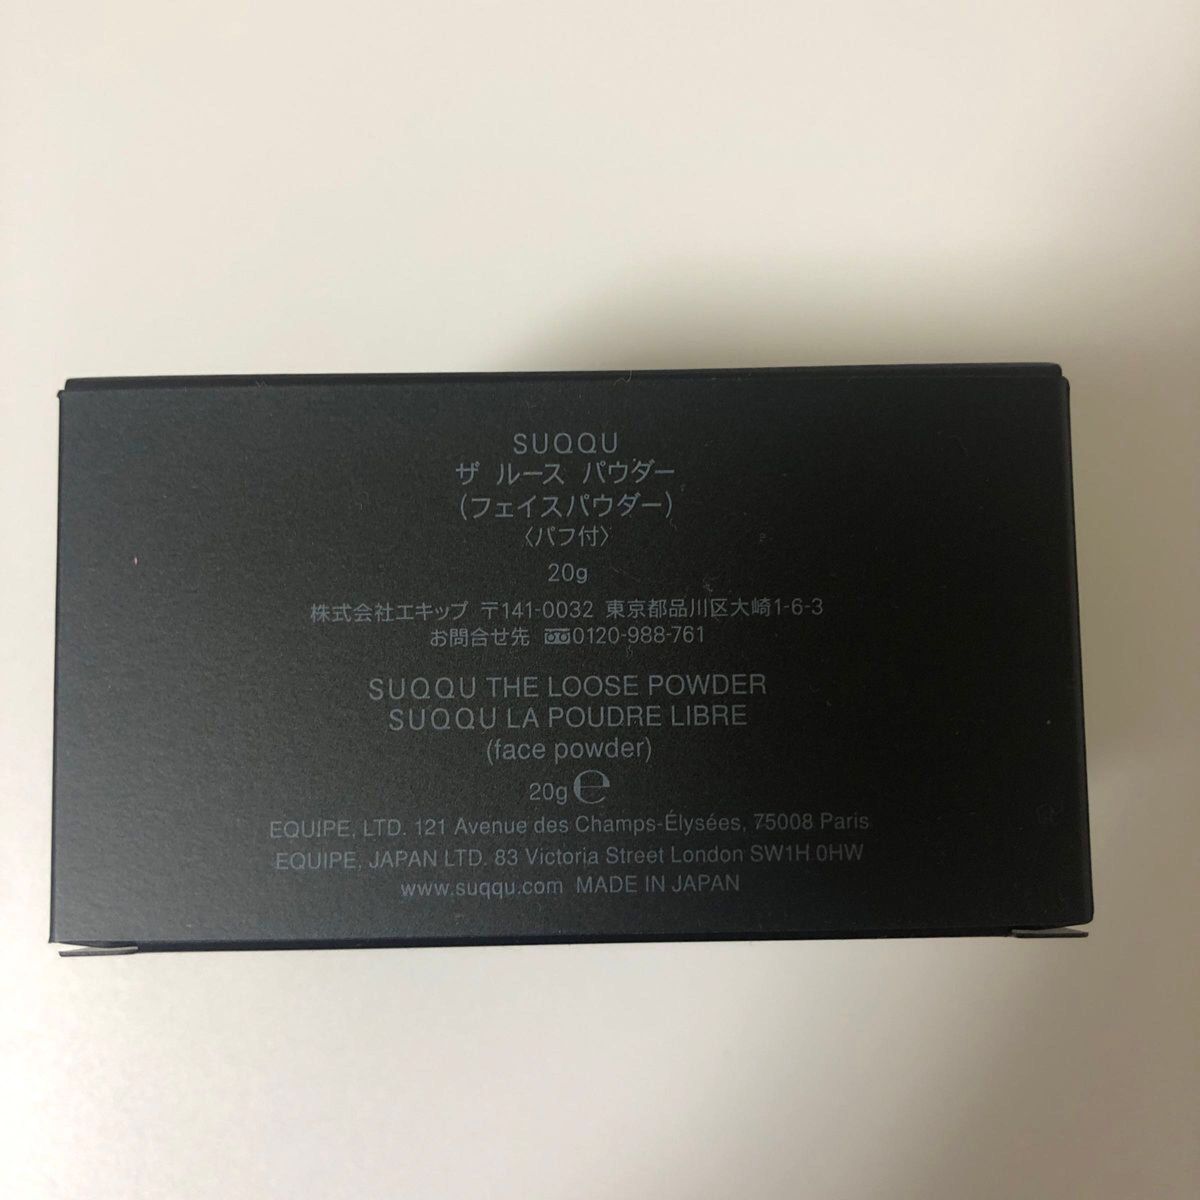 SUQQU
ザ ルース パウダー
(フェイスパウダー)
〈パフ付〉
20g
株式会社エキップ 〒141-0032 東京都品川区大崎1-6-3
お問合せ先 0120-988-761
SUQQU THE LOOSE POWDER
SUQQU LA POUDRE LIBRE
(face powder)
20g℮
EQUIPE, LTD. 121 Avenue des Champs-Élysées, 75008 Paris
EQUIPE, JAPAN LTD. 83 Victoria Street London SW1H 0HW
www.suqqu.com MADE IN JAPAN